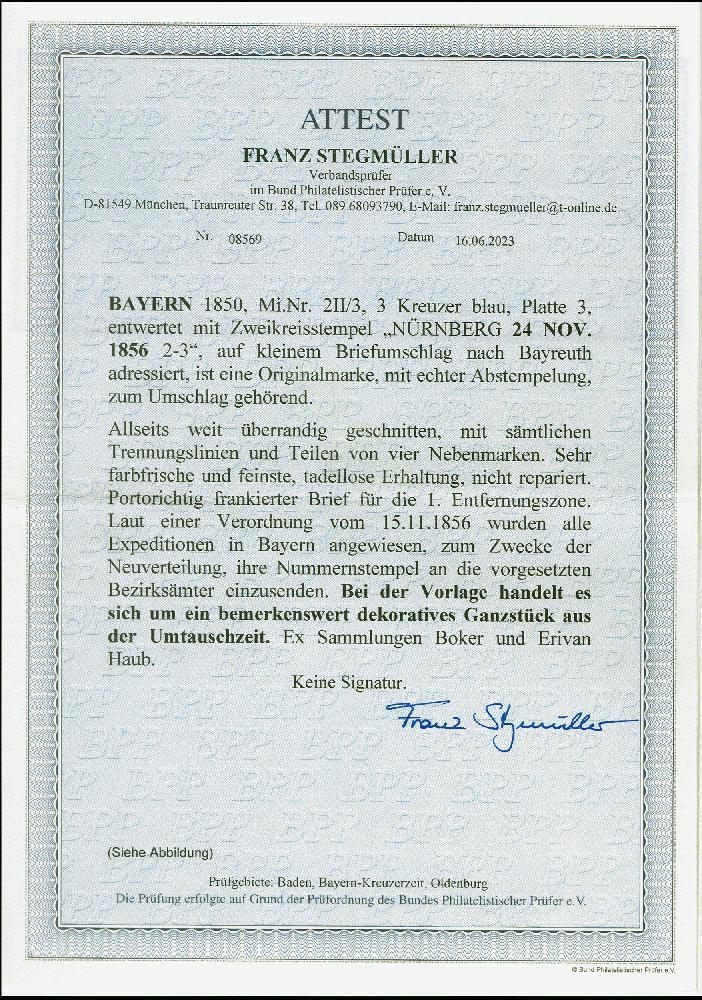 ATTEST
FRANZ STEGMÜLLER
Verbandsprüfer
im Bund Philatelistischer Prüfer e. V.
D-81549 München, Traunreuter Str. 38, Tel. 089 68093790, E-Mail: franz.stegmueller@t-online.de
Nr. 08569 Datum 16.06.2023
BAYERN 1850, Mi.Nr. 2II/3, 3 Kreuzer blau, Platte 3,
entwertet mit Zweikreisstempel „NÜRNBERG 24 NOV.
1856 2-3“, auf kleinem Briefumschlag nach Bayreuth
adressiert, ist eine Originalmarke, mit echter Abstempelung,
zum Umschlag gehörend.
Allseits weit überrandig geschnitten, mit sämtlichen
Trennungslinien und Teilen von vier Nebenmarken. Sehr
farbfrische und feinste, tadellose Erhaltung, nicht repariert.
Portorichtig frankierter Brief für die 1. Entfernungszone.
Laut einer Verordnung vom 15.11.1856 wurden alle
Expeditionen in Bayern angewiesen, zum Zwecke der
Neuverteilung, ihre Nummernstempel an die vorgesetzten
Bezirksämter einzusenden. Bei der Vorlage handelt es
sich um ein bemerkenswert dekoratives Ganzstück aus
der Umtauschzeit. Ex Sammlungen Boker und Erivan
Haub.
Keine Signatur.
Franz Stegmüller
(Siehe Abbildung)
Prüfgebiete: Baden, Bayern-Kreuzerzeit, Oldenburg
Die Prüfung erfolgte auf Grund der Prüfordnung des Bundes Philatelistischer Prüfer e.V.
© Bund Philatelistischer Prüfer e.V.